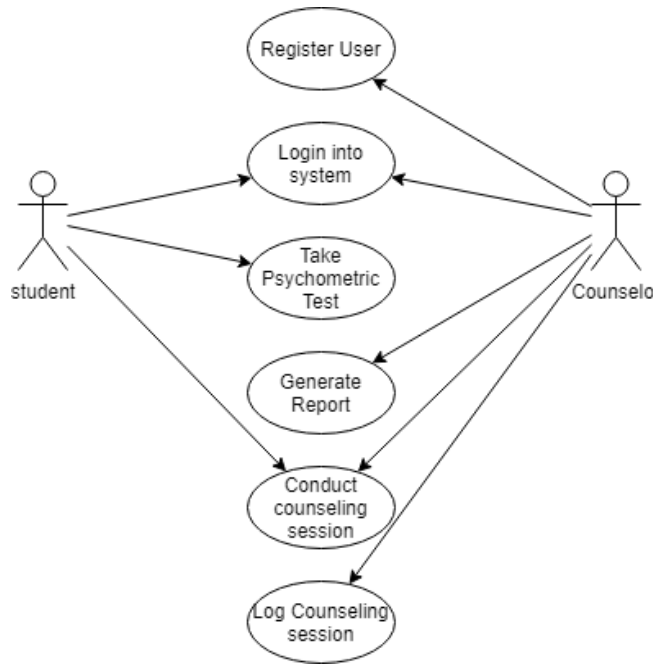 Register User
Login into
system
student
Take
Psychometric
Test
Counselo
Generate
Report
Conduct
counseling
session
Log Counseling
session